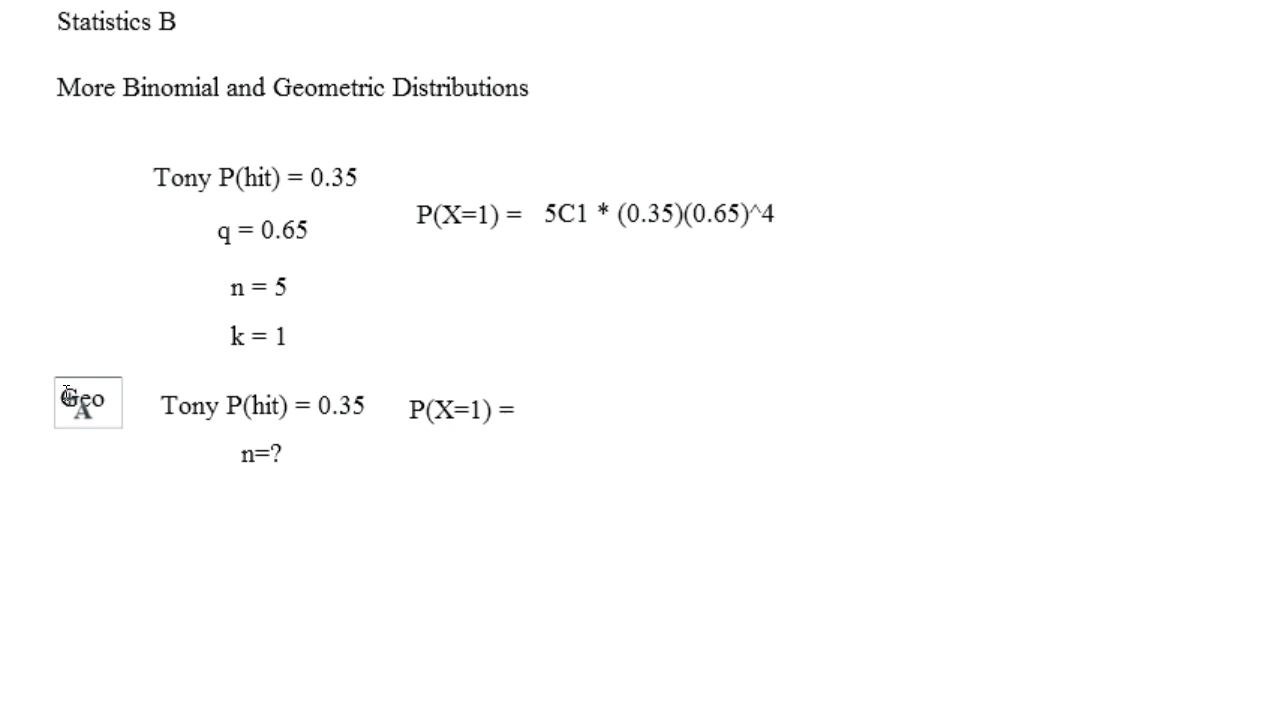 Statistics B
More Binomial and Geometric Distributions
Tony P(hit) = 0.35
q = 0.65
P(X=1) = 5C1 * (0.35)(0.65)^4
n = 5
k = 1
Geo
Tony P(hit) = 0.35
P(X=1) =
n=?